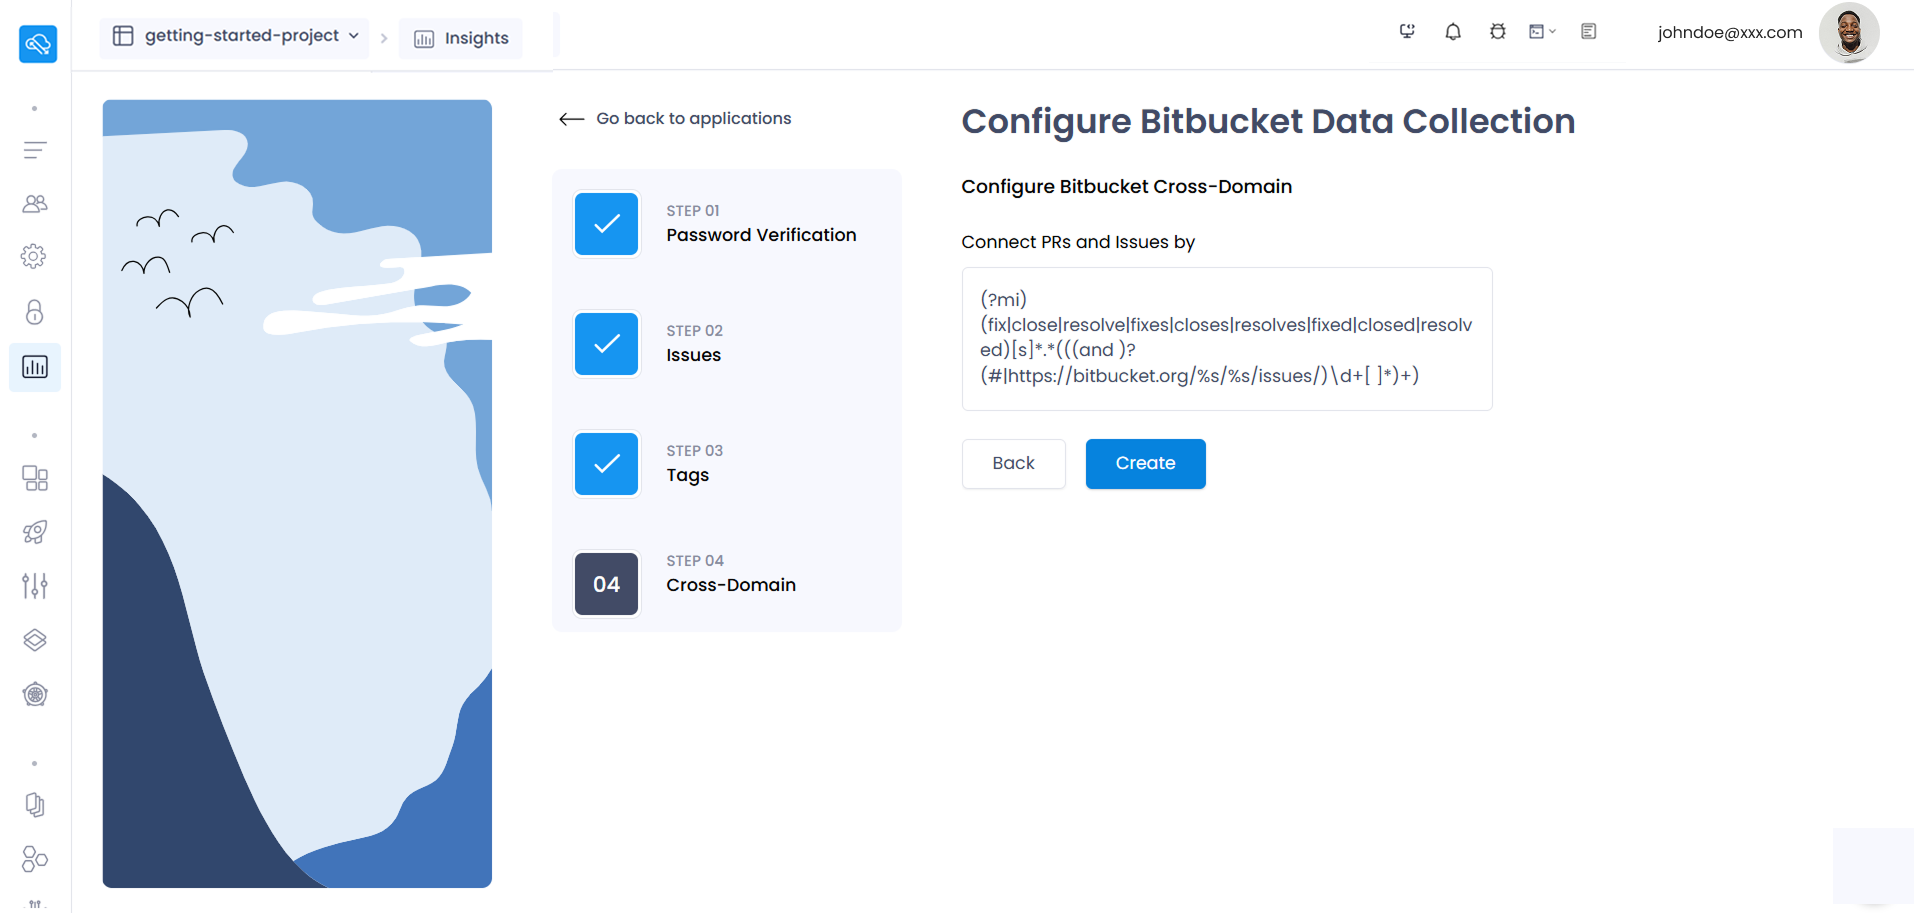 getting-started-project
Insights
johndoe@xxx.com
Go back to applications
STEP 01
Password Verification
STEP 02
Issues
STEP 03
Tags
04
STEP 04
Cross-Domain
Configure Bitbucket Data Collection
Configure Bitbucket Cross-Domain
Connect PRs and Issues by
(?mi)
(fix|close|resolve|fixes|closes|resolves|fixed|closed|resolv
ed)[s]*.*(((and )?
(#|https://bitbucket.org/%s/%s/issues/)\d+[ ]*)+)
Back
Create